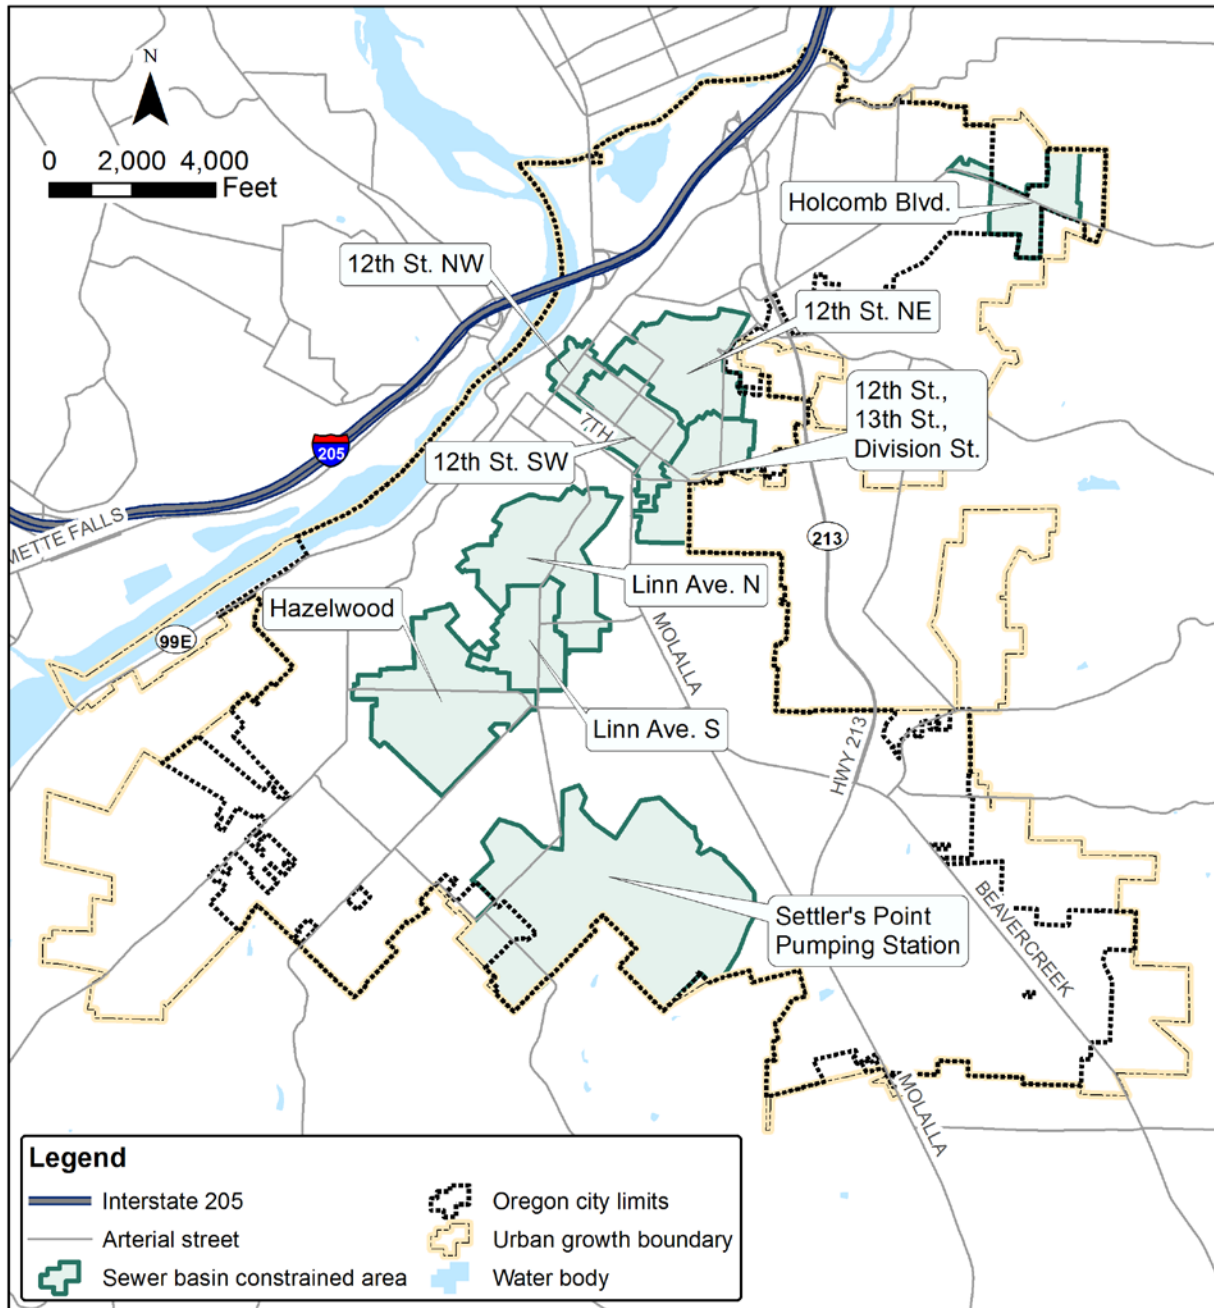 N
0 2,000 4,000
Feet
Holcomb Blvd.
12th St. NW
12th St. NE
12th St.,
13th St.,
Division St.
7TH
12th St. SW
205
METTE FALLS
213
Linn Ave. N
Hazelwood
99E
MOLALLA
Linn Ave. S
HWY 213
Settler's Point
Pumping Station
BEAVERCREEK
MOLALLA
Legend
Interstate 205
Arterial street
Sewer basin constrained area
Oregon city limits
Urban growth boundary
Water body